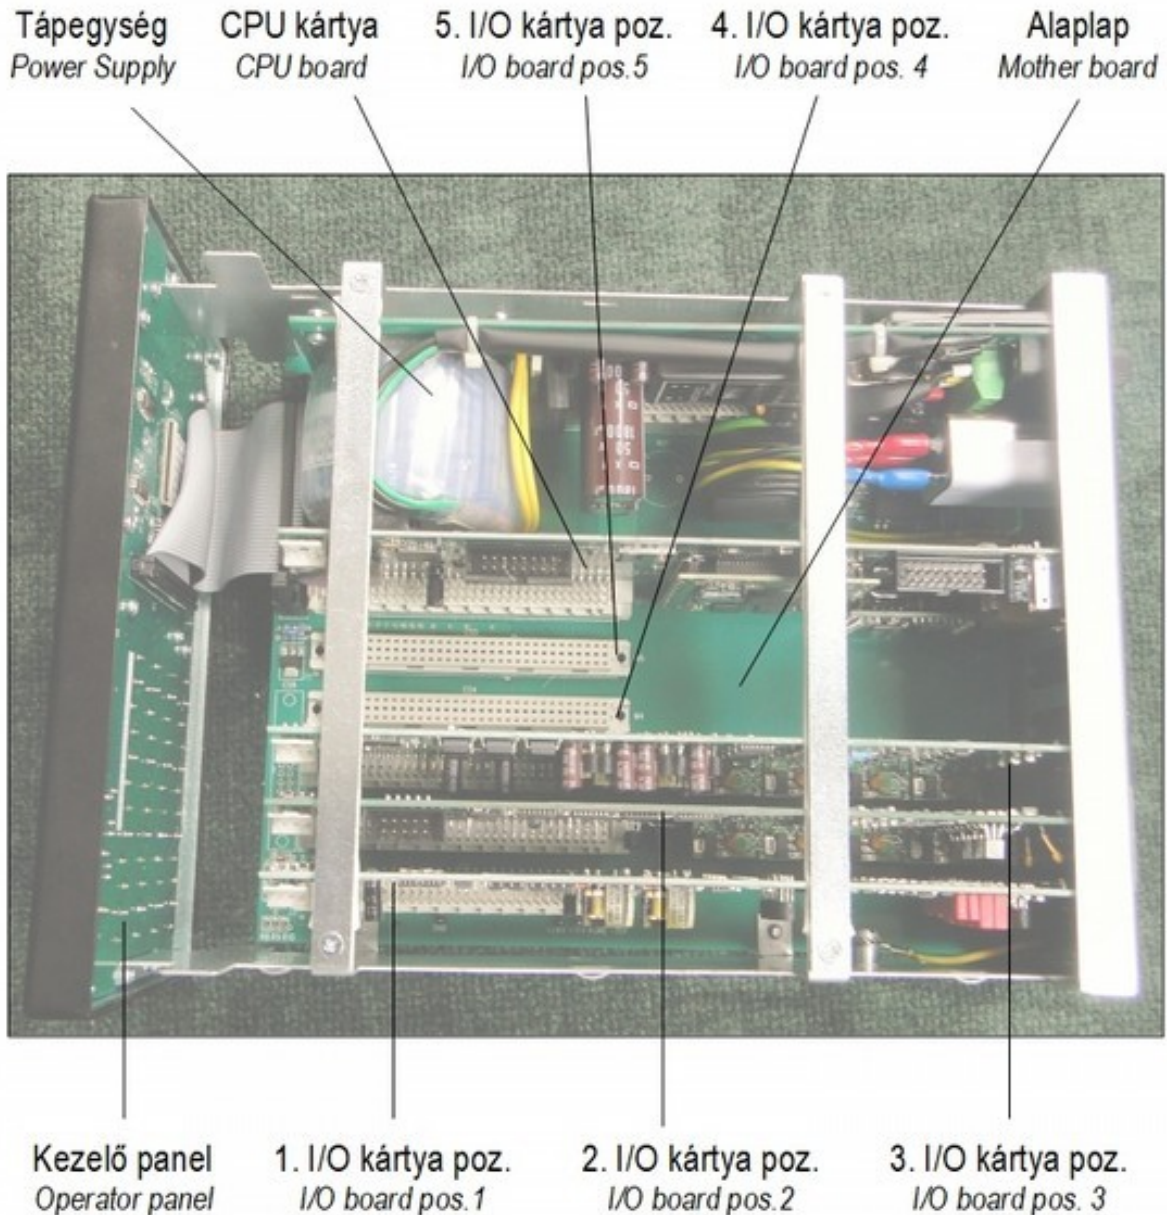 Tápegység
Power Supply
CPU kártya
CPU board
5. I/O kártya poz.
I/O board pos.5
4. I/O kártya poz.
I/O board pos. 4
Alaplap
Mother board
Kezelő panel
Operator panel
1. I/O kártya poz.
I/O board pos.1
2. I/O kártya poz.
I/O board pos.2
3. I/O kártya poz.
I/O board pos. 3